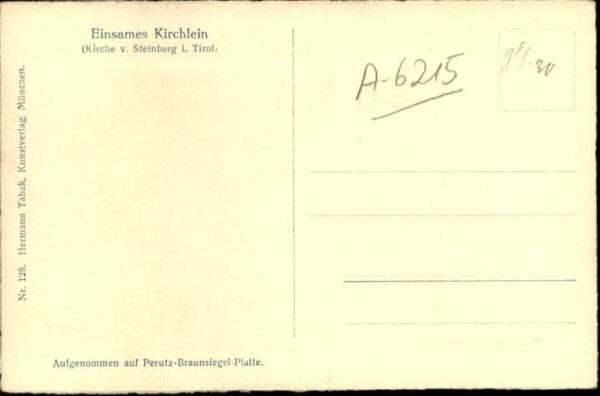 Einsames Kirchlein
(Kirche v. Steinberg i. Tirol)
A-6215
Nr. 128. Hermann Tabak, Kunstverlag, München.
Aufgenommen auf Perutz-Braunsiegel-Platte.